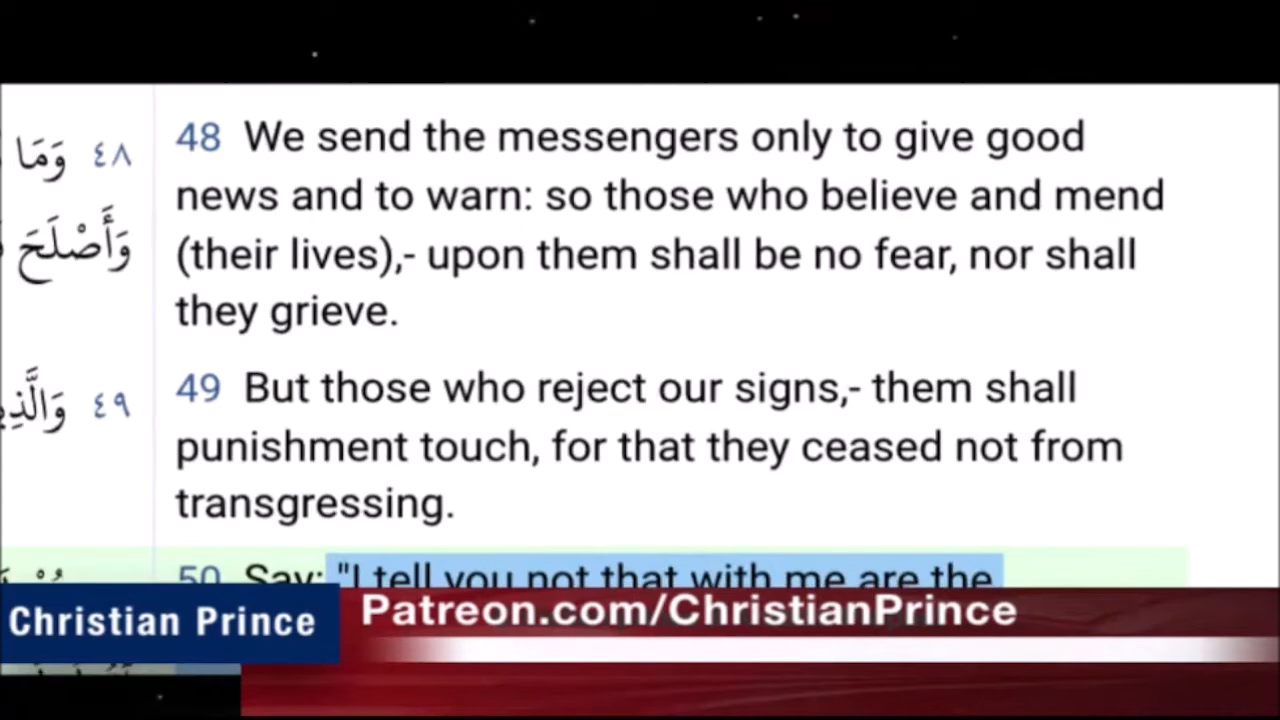 48 We send the messengers only to give good
news and to warn: so those who believe and mend
(their lives),- upon them shall be no fear, nor shall
they grieve.
٤٨ وَمَا
وَأَصْلَحَ
49 But those who reject our signs,- them shall
punishment touch, for that they ceased not from
transgressing.
٤٩
50 Say: "I tell you not that with me are the
Christian Prince
Patreon.com/ChristianPrince